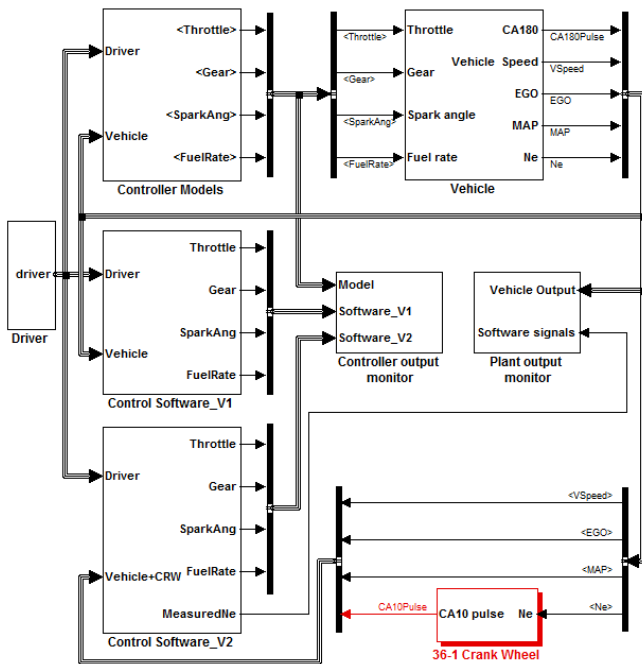 Driver
Vehicle
<Throttle>
<Gear>
<SparkAng>
<FuelRate>
Controller Models
<Throttle>
<Gear>
<SparkAng>
<FuelRate>
Throttle
Gear
Spark angle
Fuel rate
Vehicle
CA180
Speed
EGO
MAP
Ne
Vehicle
CA180Pulse
VSpeed
EGO
MAP
Ne
driver
Driver
Driver
Vehicle
Throttle
Gear
SparkAng
FuelRate
Control Software_V1
Model
Software_V1
Software_V2
Controller output
monitor
Vehicle Output
Software signals
Plant output
monitor
Driver
Vehicle+CRW
Throttle
Gear
SparkAng
FuelRate
MeasuredNe
Control Software_V2
<VSpeed>
<EGO>
<MAP>
<Ne>
CA10Pulse
CA10 pulse
Ne
36-1 Crank Wheel